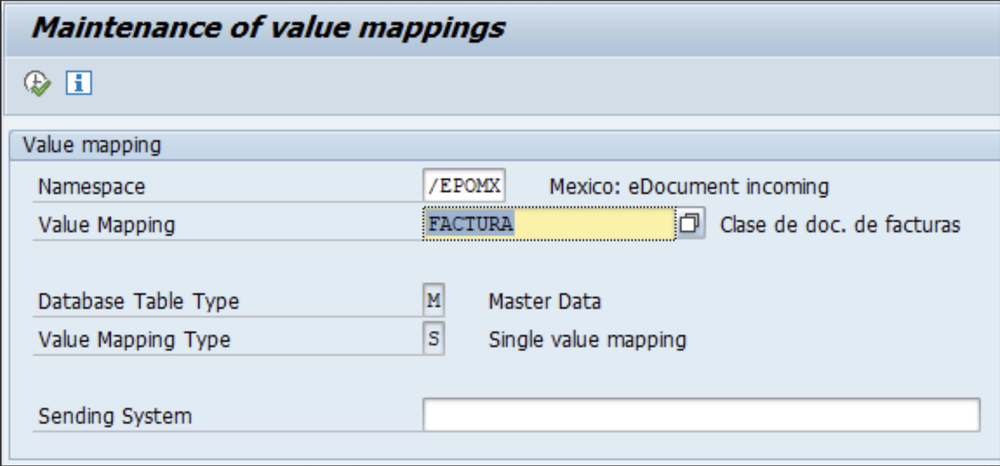 Maintenance of value mappings
Value mapping
Namespace /EPOMX Mexico: eDocument incoming
Value Mapping FACTURA Clase de doc. de facturas
Database Table Type M Master Data
Value Mapping Type S Single value mapping
Sending System